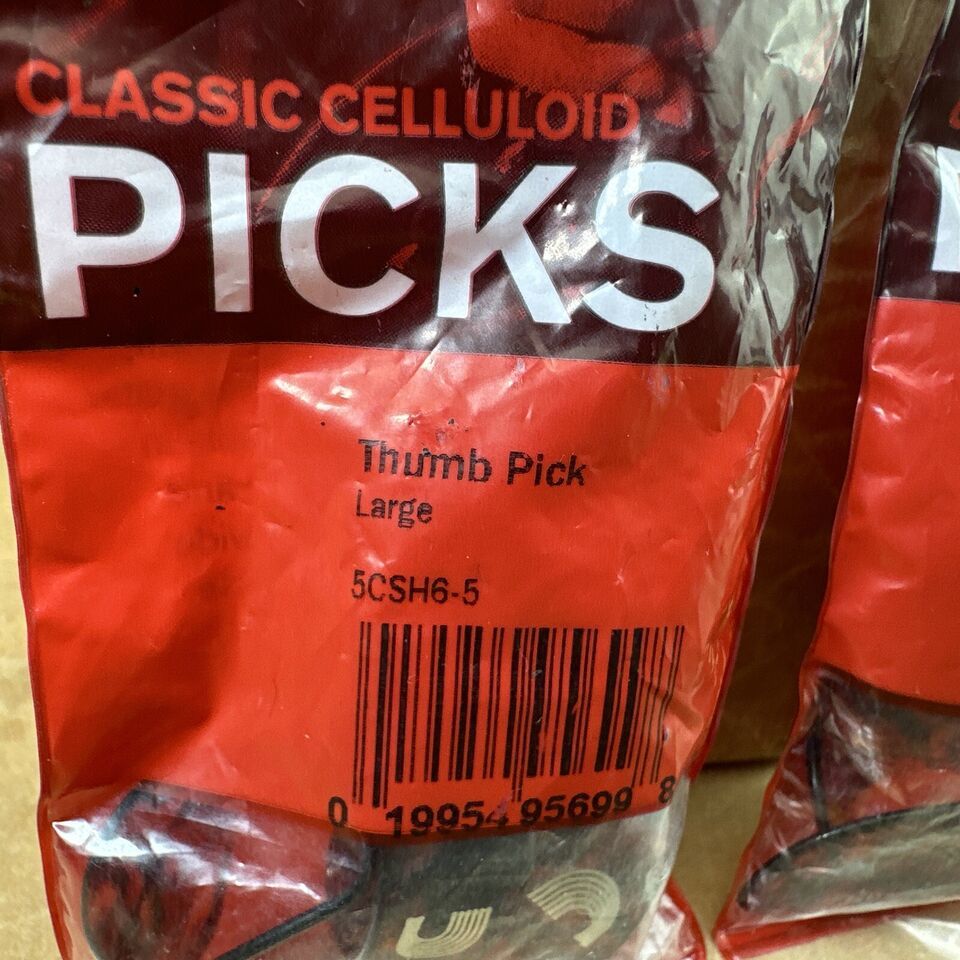 CLASSIC CELLULOID
PICKS
Thumb Pick
Large
5CSH6-5
0 19954 95699 8